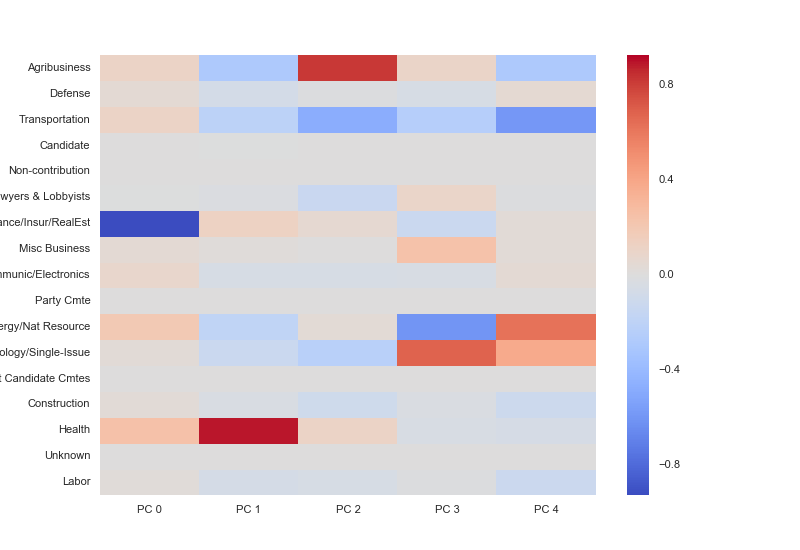 Agribusiness
Defense
Transportation
Candidate
Non-contribution
wyers & Lobbyists
ance/Insur/RealEst
Misc Business
mmunic/Electronics
Party Cmte
ergy/Nat Resource
ology/Single-Issue
t Candidate Cmtes
Construction
Health
Unknown
Labor
PC 0 PC 1 PC 2 PC 3 PC 4
0.8
0.4
0.0
−0.4
−0.8